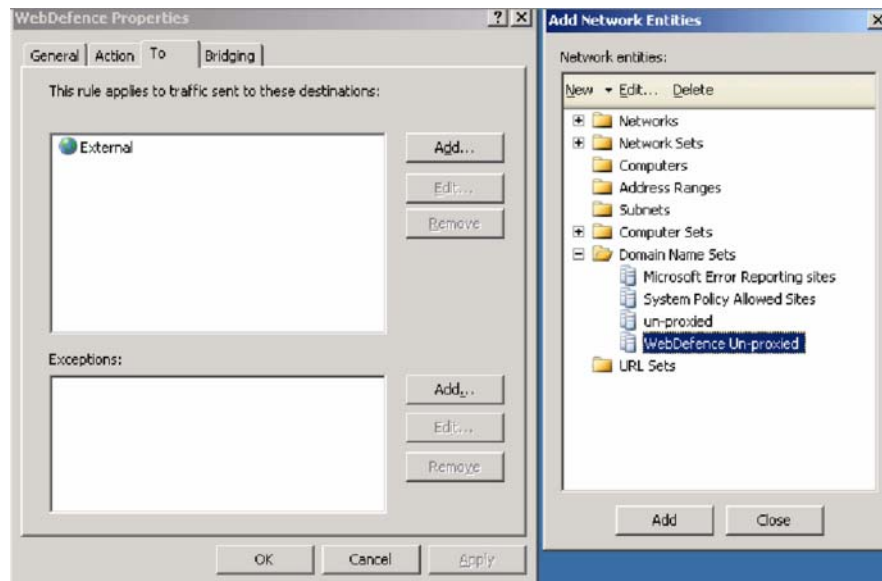 WebDefence Properties
General Action To Bridging
This rule applies to traffic sent to these destinations:
External
Add...
Edit...
Remove
Exceptions:
Add...
Edit...
Remove
OK Cancel Apply
Add Network Entities
Network entities:
New Edit... Delete
Networks
Network Sets
Computers
Address Ranges
Subnets
Computer Sets
Domain Name Sets
Microsoft Error Reporting sites
System Policy Allowed Sites
un-proxied
WebDefence Un-proxied
URL Sets
Add Close